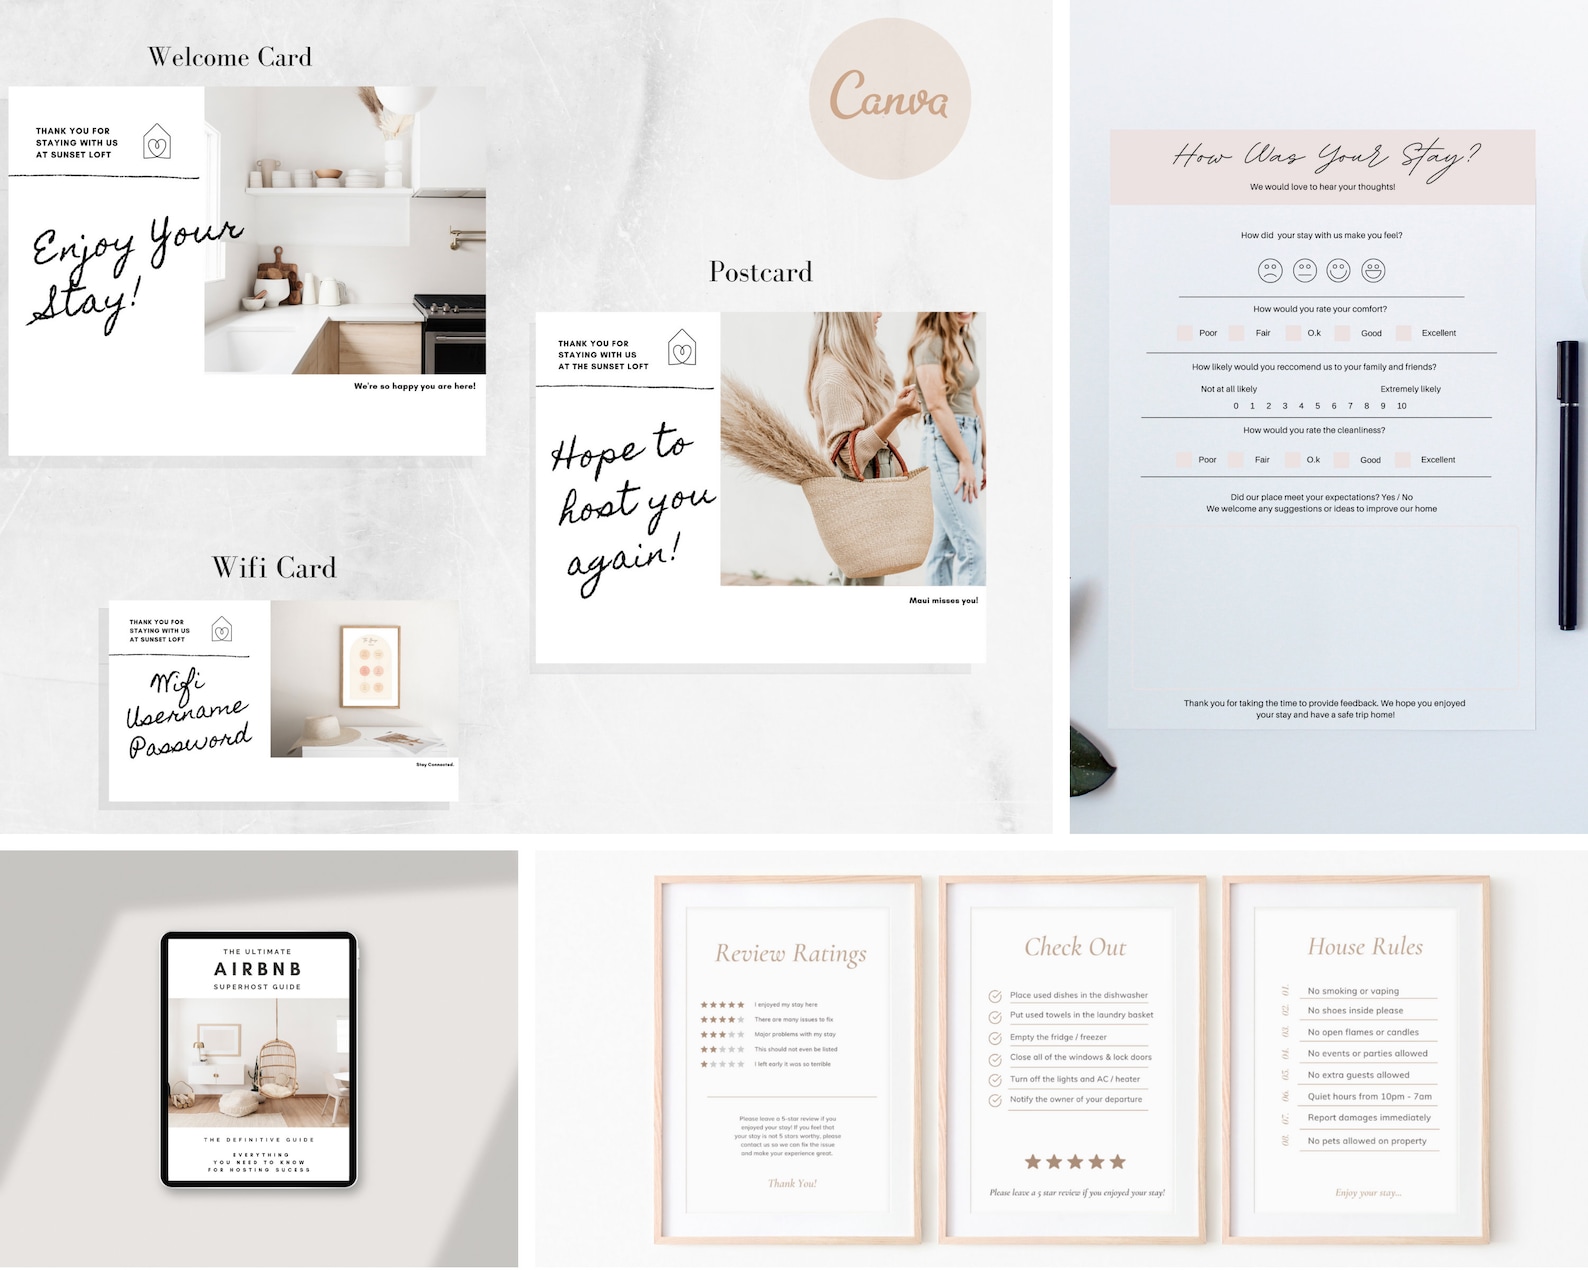 Welcome Card
THANK YOU FOR
STAYING WITH US
AT SUNSET LOFT
Enjoy Your
Stay!
We're so happy you are here!
Canva
Postcard
THANK YOU FOR
STAYING WITH US
AT THE SUNSET LOFT
Hope to
host you
again!
Maui misses you!
Wifi Card
THANK YOU FOR
STAYING WITH US
AT SUNSET LOFT
Wifi
Username
Password
Stay Connected.
How Was Your Stay?
We would love to hear your thoughts!
How did your stay with us make you feel?
How would you rate your comfort?
Poor Fair O.k Good Excellent
How likely would you reccomend us to your family and friends?
Not at all likely Extremely likely
0 1 2 3 4 5 6 7 8 9 10
How would you rate the cleanliness?
Poor Fair O.k Good Excellent
Did our place meet your expectations? Yes / No
We welcome any suggestions or ideas to improve our home
Thank you for taking the time to provide feedback. We hope you enjoyed
your stay and have a safe trip home!
THE ULTIMATE
AIRBNB
SUPERHOST GUIDE
THE DEFINITIVE GUIDE
EVERYTHING
YOU NEED TO KNOW
FOR HOSTING SUCESS
Review Ratings
I enjoyed my stay here
There are many issues to fix
Major problems with my stay
This should not even be listed
I left early it was so terrible
Please leave a 5-star review if you
enjoyed your stay! If you feel that
your stay is not 5 stars worthy, please
contact us so we can fix the issue
and make your experience great.
Thank You!
Check Out
Place used dishes in the dishwasher
Put used towels in the laundry basket
Empty the fridge / freezer
Close all of the windows & lock doors
Turn off the lights and AC / heater
Notify the owner of your departure
Please leave a 5 star review if you enjoyed your stay!
House Rules
01. No smoking or vaping
02. No shoes inside please
03. No open flames or candles
04. No events or parties allowed
05. No extra guests allowed
06. Quiet hours from 10pm - 7am
07. Report damages immediately
08. No pets allowed on property
Enjoy your stay...